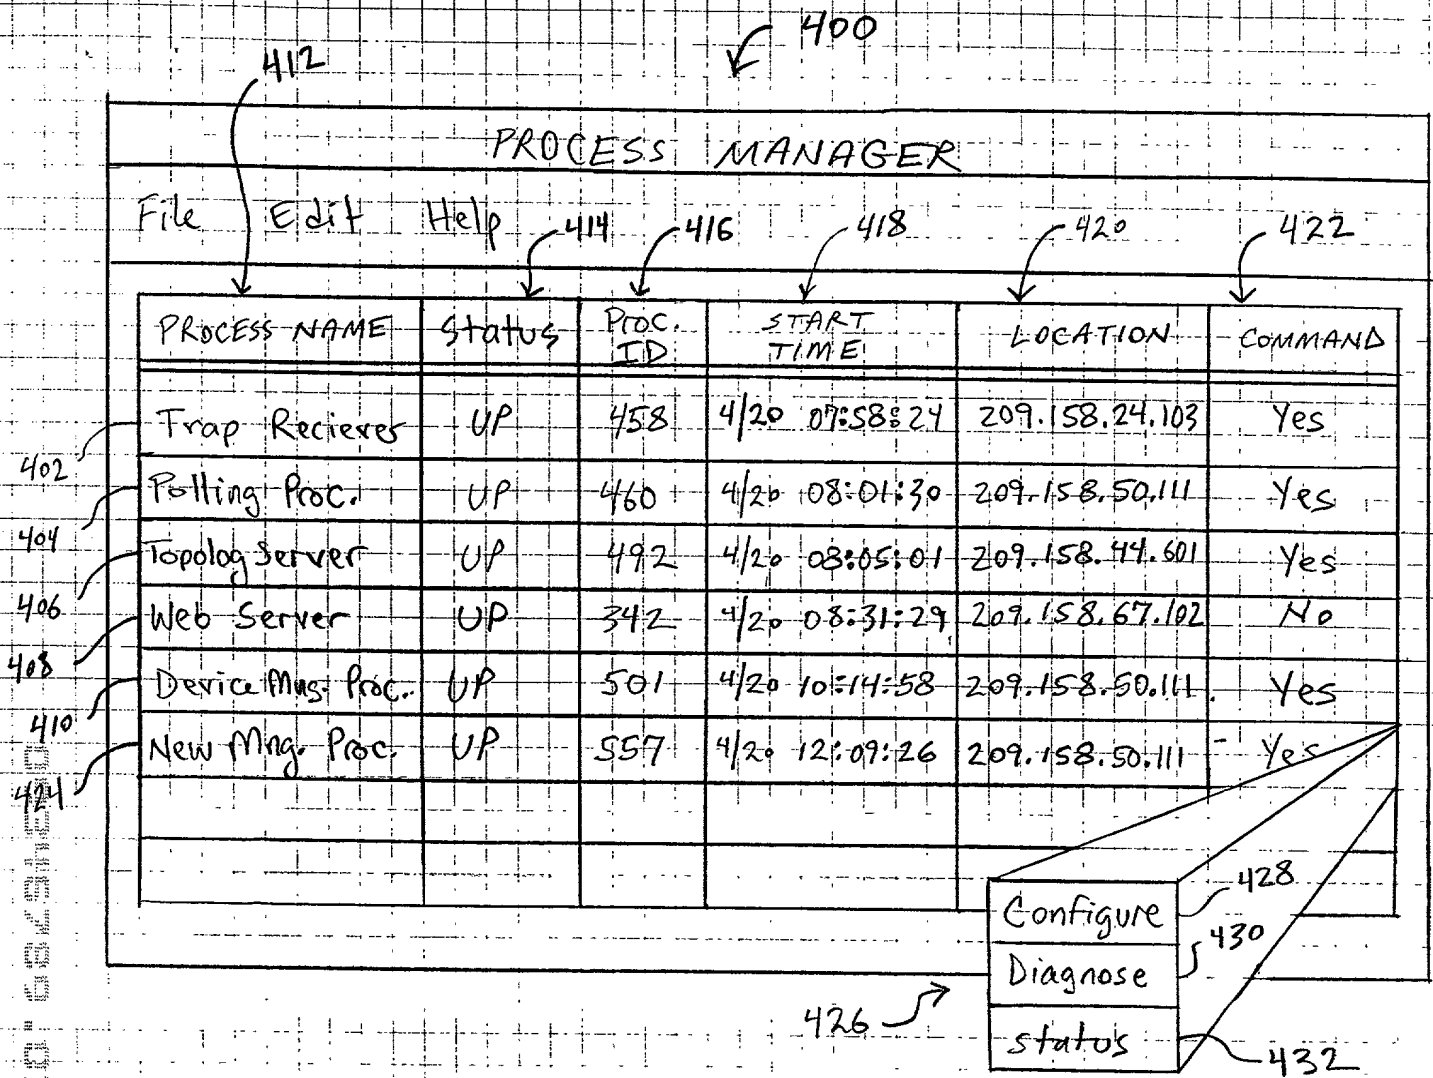 400
412
PROCESS MANAGER
File Edit Help
414 416 418 420 422
PROCESS NAME Status Proc. ID START TIME LOCATION COMMAND
Trap Reciever UP 458 4/20 07:58:24 209.158.24.103 Yes
402
Polling Proc. UP 460 4/20 08:01:30 209.158.50.111 Yes
404
Topolog Server UP 492 4/20 08:05:01 209.158.44.601 Yes
406
Web Server UP 342 4/20 08:31:29 209.158.67.102 No
408
Device Mng. Proc. UP 501 4/20 10:14:58 209.158.50.111 Yes
410
New Mng. Proc. UP 557 4/20 12:09:26 209.158.50.111 Yes
424
Configure 428
Diagnose 430
426
status 432